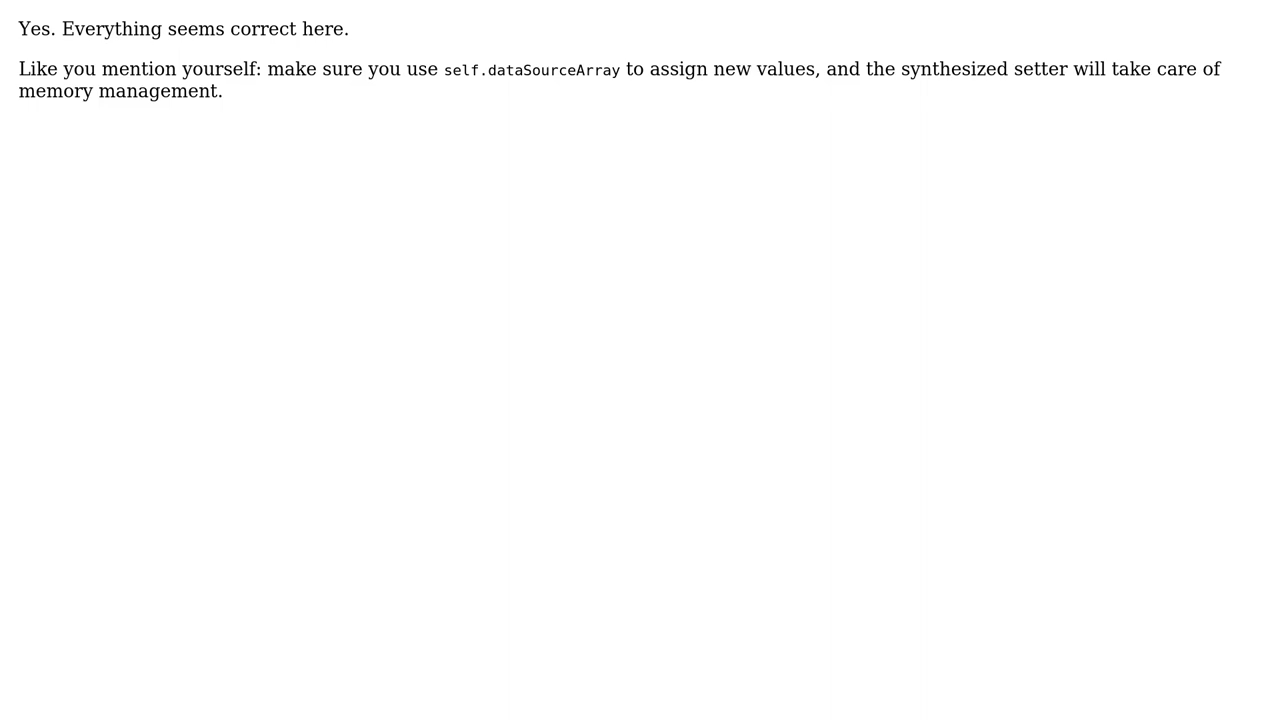 Yes. Everything seems correct here.
Like you mention yourself: make sure you use self.dataSourceArray to assign new values, and the synthesized setter will take care of
memory management.